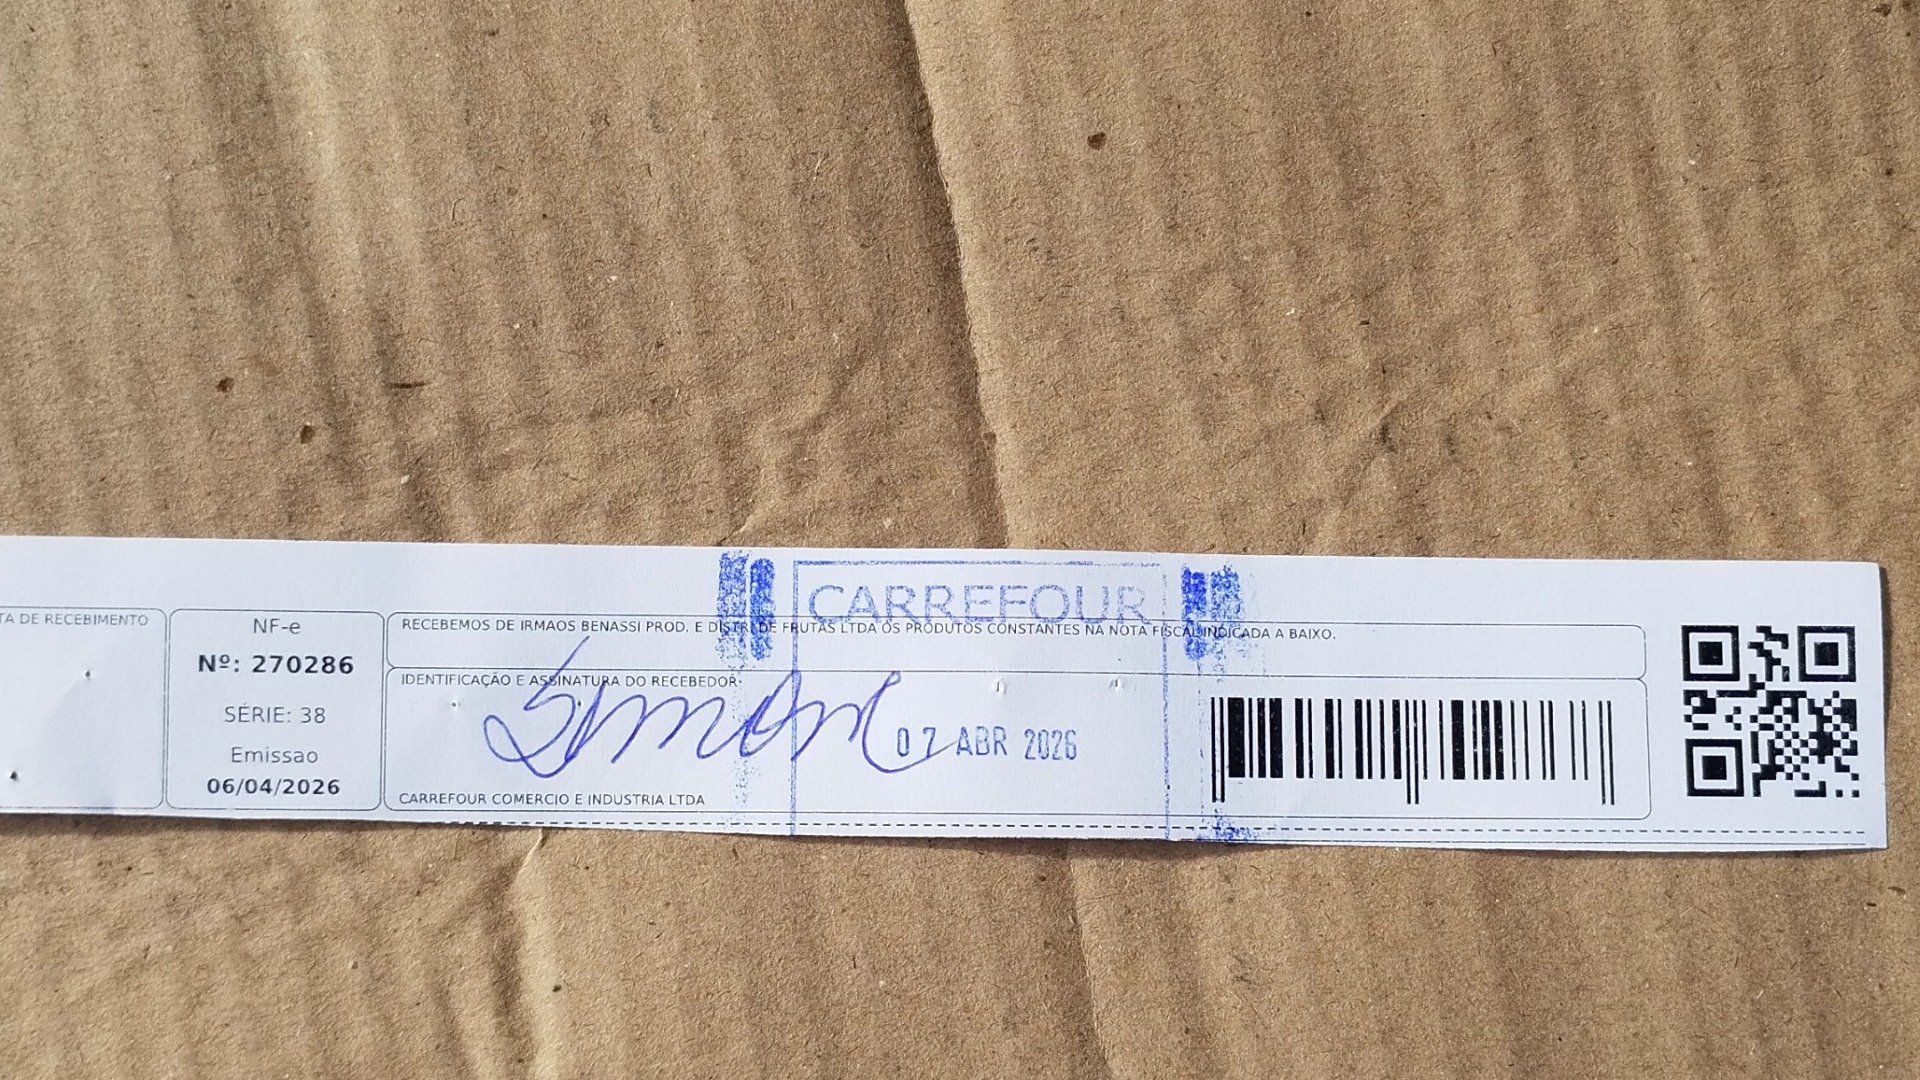 CARREFOUR
TA DE RECEBIMENTO
NF-e
Nº: 270286
SÉRIE: 38
Emissao
06/04/2026
RECEBEMOS DE IRMAOS BENASSI PROD. E DISTRI. DE FRUTAS LTDA OS PRODUTOS CONSTANTES NA NOTA FISCAL INDICADA A BAIXO.
IDENTIFICAÇÃO E ASSINATURA DO RECEBEDOR
07 ABR 2026
CARREFOUR COMERCIO E INDUSTRIA LTDA